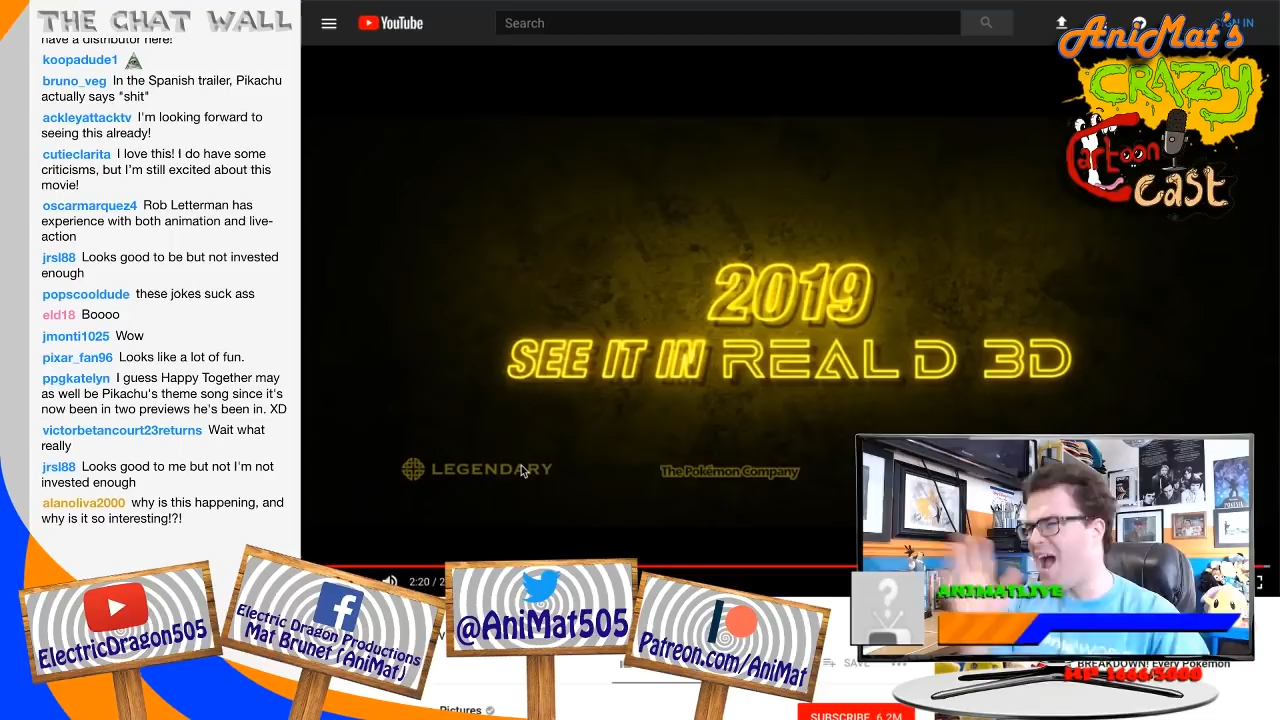 THE CHAT WALL
have a distributor here!
koopadude1
bruno_veg In the Spanish trailer, Pikachu
actually says "shit"
ackleyattacktv I'm looking forward to
seeing this already!
cutieclarita I love this! I do have some
criticisms, but I'm still excited about this
movie!
oscarmarquez4 Rob Letterman has
experience with both animation and live-
action
jrsl88 Looks good to be but not invested
enough
popscooldude these jokes suck ass
eld18 Boooo
jmonti1025 Wow
pixar_fan96 Looks like a lot of fun.
ppgkatelyn I guess Happy Together may
as well be Pikachu's theme song since it's
now been in two previews he's been in. XD
victorbetancourt23returns Wait what
really
jrsl88 Looks good to me but not I'm not
invested enough
alanoliva2000 why is this happening, and
why is it so interesting!?!
YouTube
Search
SIGN IN
AniMat's
CRAZY
Cartoon
Cast
2019
SEE IT IN REAL D 3D
LEGENDARY
The Pokémon Company
2:20 / 2
ElectricDragon505
Electric Dragon Productions
Mat Brunet (AniMat)
@AniMat505
Patreon.com/AniMat
ANIMATLIVE
SAVE
BREAKDOWN! Every Pokemon
Pictures
SUBSCRIBE 6.2M